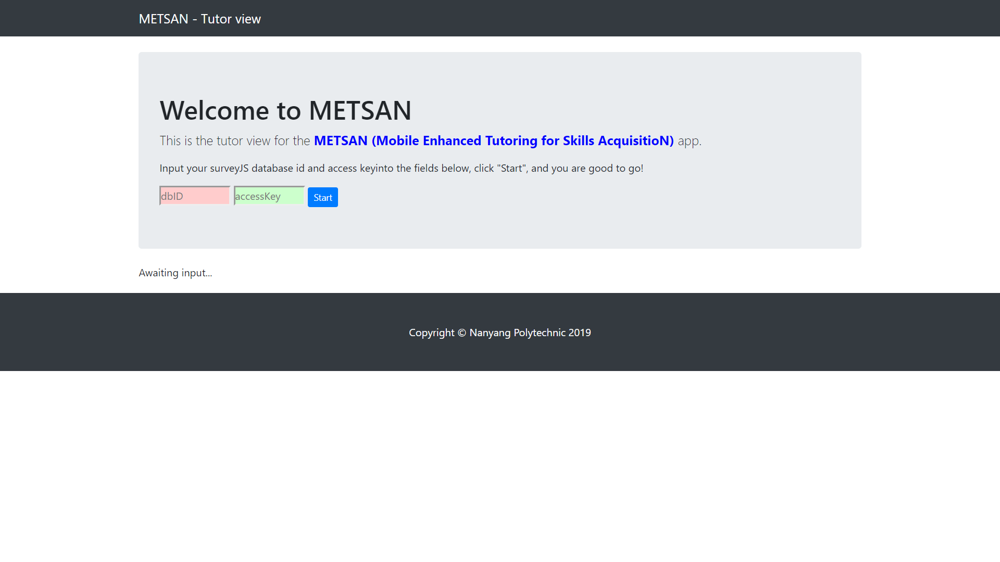 METSAN - Tutor view
Welcome to METSAN
This is the tutor view for the METSAN (Mobile Enhanced Tutoring for Skills AcquisitioN) app.
Input your surveyJS database id and access keyinto the fields below, click "Start", and you are good to go!
dbID accessKey Start
Awaiting input...
Copyright © Nanyang Polytechnic 2019